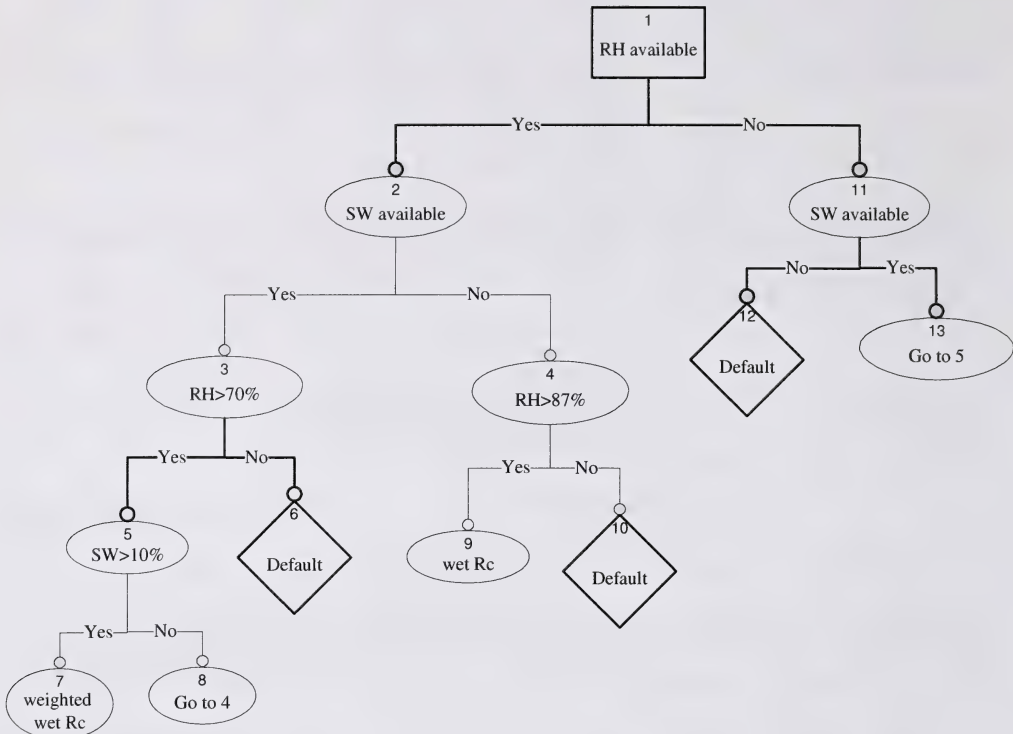 1
RH available
Yes
No
2
SW available
11
SW available
No
Yes
Yes
No
12
Default
13
Go to 5
3
RH>70%
4
RH>87%
Yes
No
Yes
No
5
SW>10%
6
Default
9
wet Rc
10
Default
Yes
No
7
weighted
wet Rc
8
Go to 4